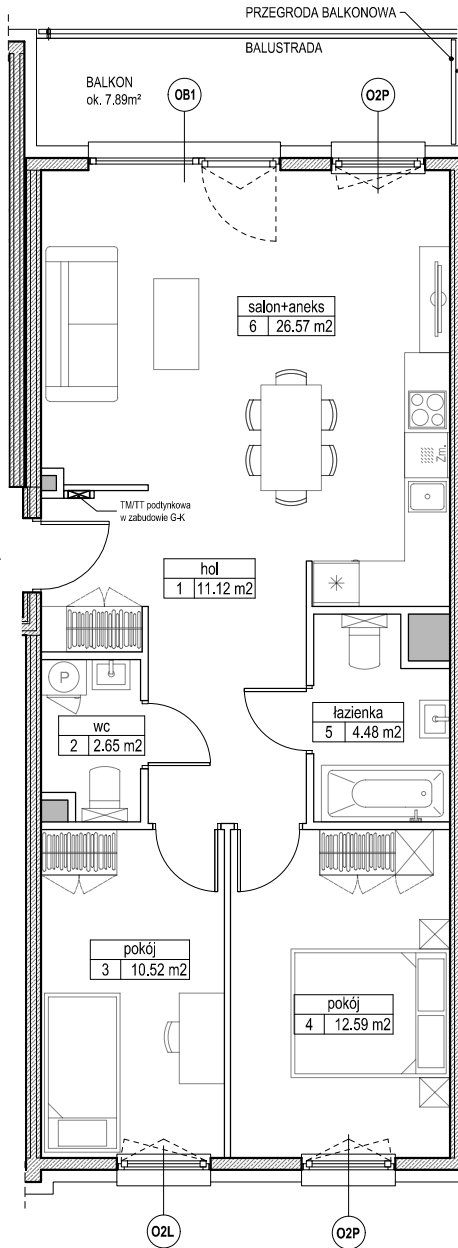 PRZEGRODA BALKONOWA
BALUSTRADA
BALKON
ok. 7.89m²
OB1
O2P
salon+aneks
6 26.57 m2
Zm.
TM/TT podtynkowa
w zabudowie G-K
hol
1 11.12 m2
P
wc
2 2.65 m2
łazienka
5 4.48 m2
pokój
3 10.52 m2
pokój
4 12.59 m2
O2L
O2P